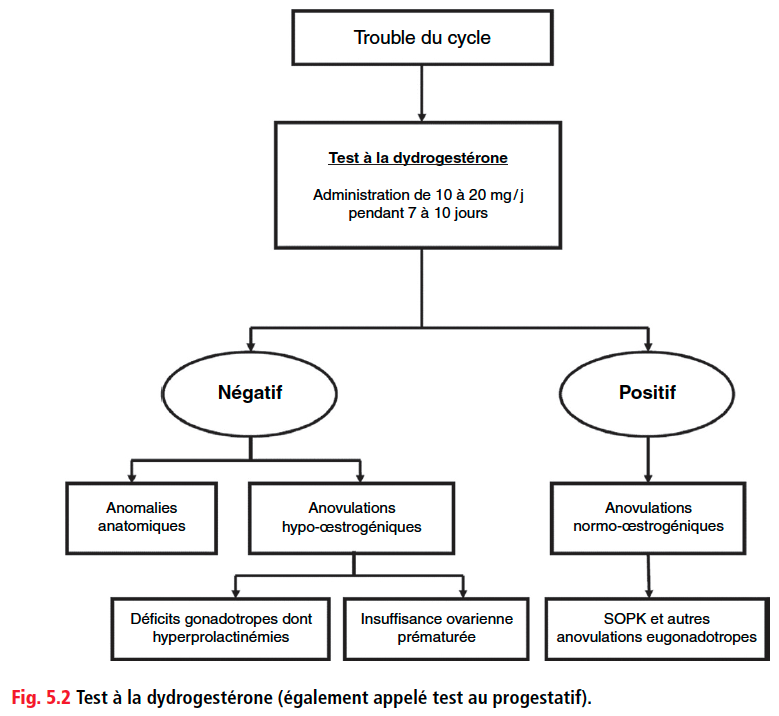 Trouble du cycle
Test à la dydrogestérone
Administration de 10 à 20 mg/j
pendant 7 à 10 jours
Négatif
Positif
Anomalies
anatomiques
Anovulations
hypo-œstrogéniques
Anovulations
normo-œstrogéniques
Déficits gonadotropes dont
hyperprolactinémies
Insuffisance ovarienne
prématurée
SOPK et autres
anovulations eugonadotropes
Fig. 5.2 Test à la dydrogestérone (également appelé test au progestatif).